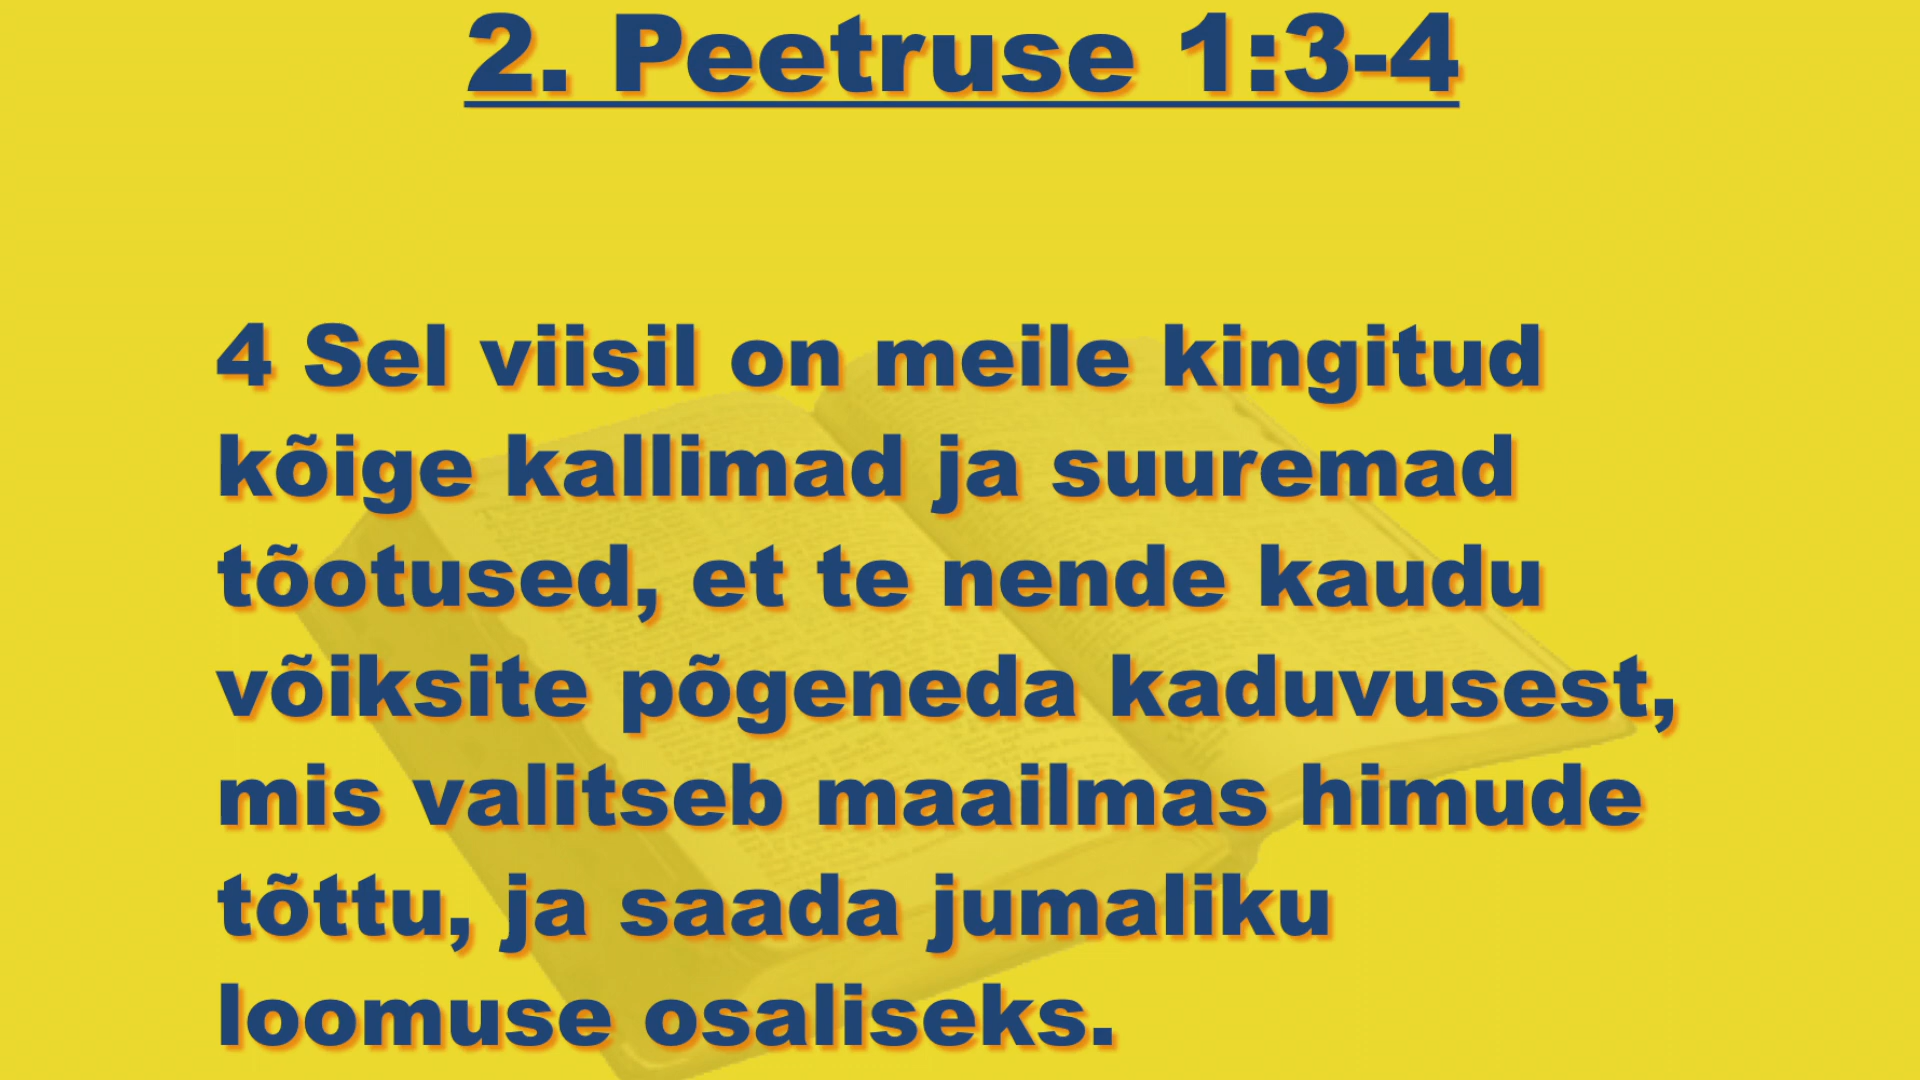 2. Peetruse 1:3-4
4 Sel viisil on meile kingitud
kõige kallimad ja suuremad
tõotused, et te nende kaudu
võiksite põgeneda kaduvusest,
mis valitseb maailmas himude
tõttu, ja saada jumaliku
loomuse osaliseks.